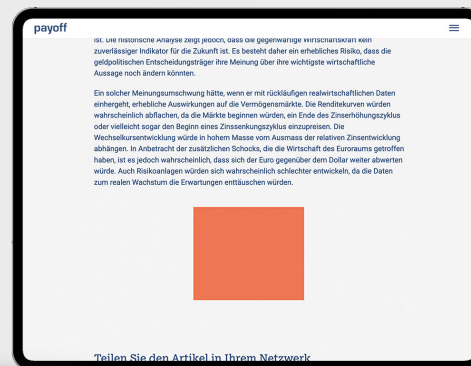 payoff
ist. Die historische Analyse zeigt jedoch, dass die gegenwärtige Wirtschaftskraft kein
zuverlässiger Indikator für die Zukunft ist. Es besteht daher ein erhebliches Risiko, dass die
geldpolitischen Entscheidungsträger ihre Meinung über ihre wichtigste wirtschaftliche
Aussage noch ändern könnten.
Ein solcher Meinungsumschwung hätte, wenn er mit rückläufigen realwirtschaftlichen Daten
einhergeht, erhebliche Auswirkungen auf die Vermögensmärkte. Die Renditekurven würden
wahrscheinlich abflachen, da die Märkte beginnen würden, ein Ende des Zinserhöhungszyklus
oder vielleicht sogar den Beginn eines Zinssenkungszyklus einzupreisen. Die
Wechselkursentwicklung würde in hohem Masse vom Ausmass der relativen Zinsentwicklung
abhängen. In Anbetracht der zusätzlichen Schocks, die die Wirtschaft des Euroraums getroffen
haben, ist es jedoch wahrscheinlich, dass sich der Euro gegenüber dem Dollar weiter abwerten
würde. Auch Risikoanlagen würden sich wahrscheinlich schlechter entwickeln, da die Daten
zum realen Wachstum die Erwartungen enttäuschen würden.
Teilen Sie den Artikel in Ihrem Netzwerk